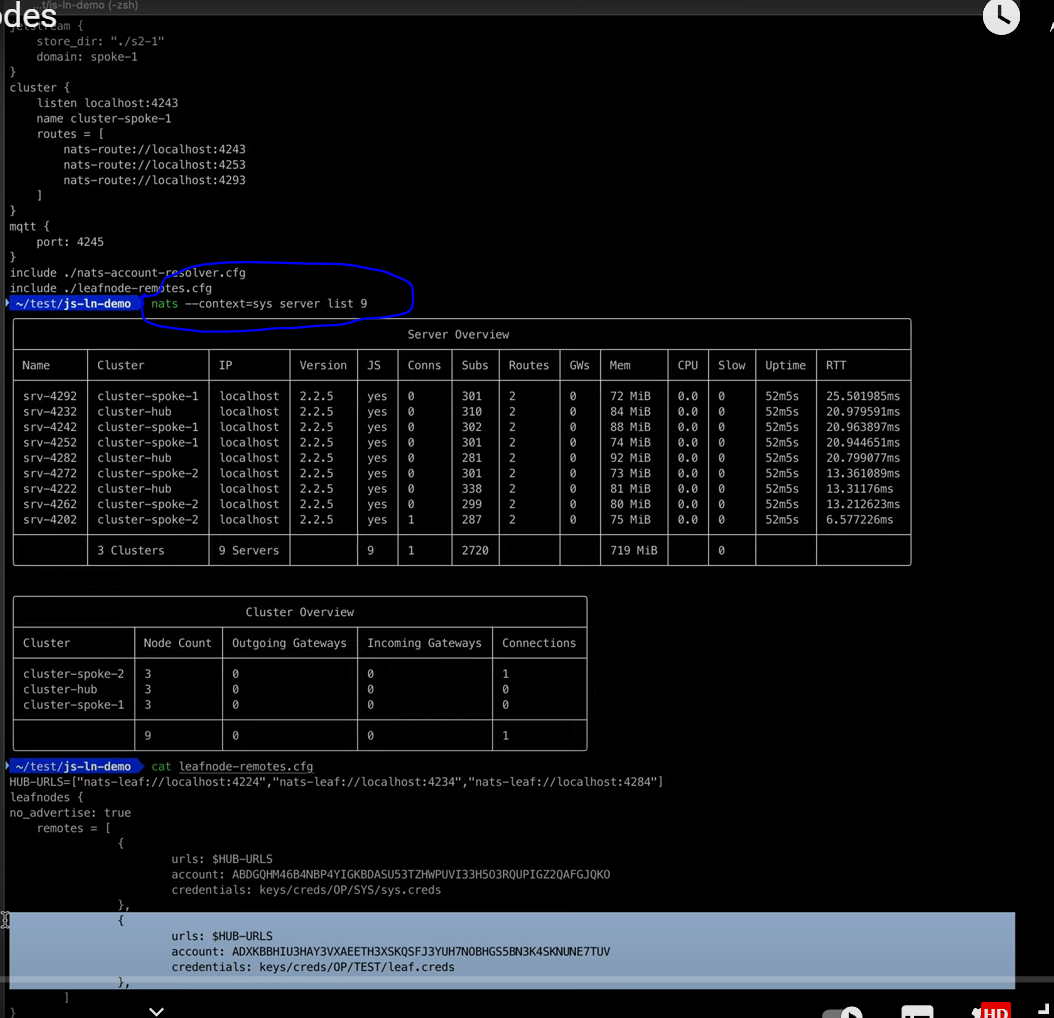 …t/js-ln-demo (-zsh)
odes
jetstream {
store_dir: "./s2-1"
domain: spoke-1
}
cluster {
listen localhost:4243
name cluster-spoke-1
routes = [
nats-route://localhost:4243
nats-route://localhost:4253
nats-route://localhost:4293
]
}
mqtt {
port: 4245
}
include ./nats-account-resolver.cfg
include ./leafnode-remotes.cfg
~/test/js-ln-demo nats --context=sys server list 9
Server Overview
Name Cluster IP Version JS Conns Subs Routes GWs Mem CPU Slow Uptime RTT
srv-4292 cluster-spoke-1 localhost 2.2.5 yes 0 301 2 0 72 MiB 0.0 0 52m5s 25.501985ms
srv-4232 cluster-hub localhost 2.2.5 yes 0 310 2 0 84 MiB 0.0 0 52m5s 20.979591ms
srv-4242 cluster-spoke-1 localhost 2.2.5 yes 0 302 2 0 88 MiB 0.0 0 52m5s 20.963897ms
srv-4252 cluster-spoke-1 localhost 2.2.5 yes 0 301 2 0 74 MiB 0.0 0 52m5s 20.944651ms
srv-4282 cluster-hub localhost 2.2.5 yes 0 281 2 0 92 MiB 0.0 0 52m5s 20.799077ms
srv-4272 cluster-spoke-2 localhost 2.2.5 yes 0 301 2 0 73 MiB 0.0 0 52m5s 13.361089ms
srv-4222 cluster-hub localhost 2.2.5 yes 0 338 2 0 81 MiB 0.0 0 52m5s 13.31176ms
srv-4262 cluster-spoke-2 localhost 2.2.5 yes 0 299 2 0 80 MiB 0.0 0 52m5s 13.212623ms
srv-4202 cluster-spoke-2 localhost 2.2.5 yes 1 287 2 0 75 MiB 0.0 0 52m5s 6.577226ms
3 Clusters 9 Servers 9 1 2720 719 MiB 0
Cluster Overview
Cluster Node Count Outgoing Gateways Incoming Gateways Connections
cluster-spoke-2 3 0 0 1
cluster-hub 3 0 0 0
cluster-spoke-1 3 0 0 0
9 0 0 1
~/test/js-ln-demo cat leafnode-remotes.cfg
HUB-URLS=["nats-leaf://localhost:4224","nats-leaf://localhost:4234","nats-leaf://localhost:4284"]
leafnodes {
no_advertise: true
remotes = [
{
urls: $HUB-URLS
account: ABDGQHM46B4NBP4YIGKBDASU53TZHWPUVI33H5O3RQUPIGZ2QAFGJQKO
credentials: keys/creds/OP/SYS/sys.creds
},
{
urls: $HUB-URLS
account: ADXKBBHIU3HAY3VXAEETH3XSKQSFJ3YUH7NOBHGS5BN3K4SKNUNE7TUV
credentials: keys/creds/OP/TEST/leaf.creds
},
]
}
HD